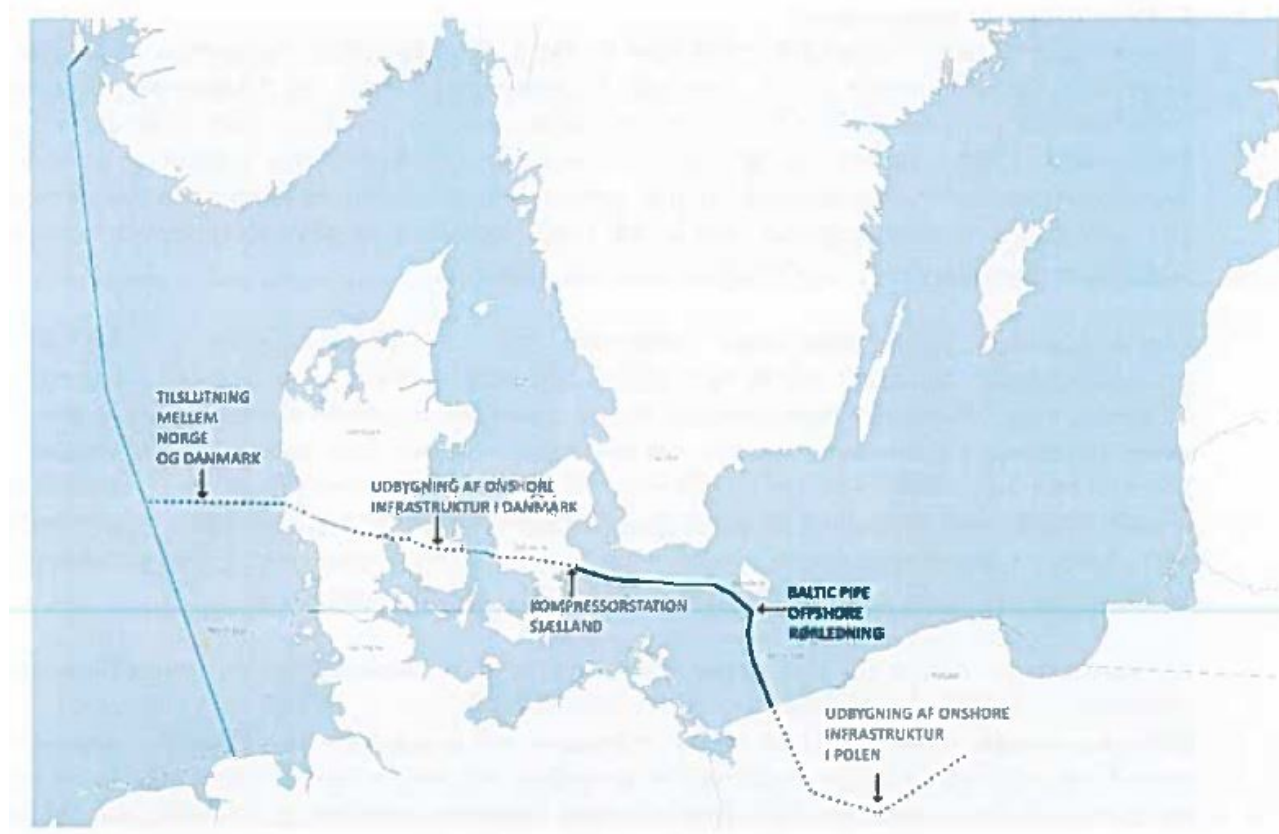 TILSLUTNING
MELLEM
NORGE
OG DANMARK
UDBYGNING AF ONSHORE
INFRASTRUKTUR I DANMARK
KOMPRESSORSTATION
SJÆLLAND
BALTIC PIPE
OFFSHORE
RØRLEDNING
UDBYGNING AF ONSHORE
INFRASTRUKTUR
I POLEN